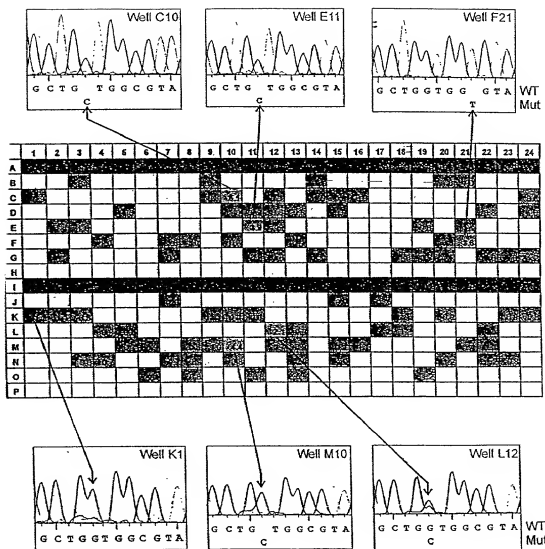 Well C10
Well E11
Well F21
G C T G T G G C G T A
G C T G T G G C G T A
G C T G G T G G G T A
WT
C
C
T
Mut
1 2 3 4 5 6 7 8 9 10 11 12 13 14 15 16 17 18 19 20 21 22 23 24
A
B
C
D
E
F
G
H
I
J
K
L
M
N
O
P
Well K1
Well M10
Well L12
G C T G G T G G C G T A
G C T G T G G C G T A
G C T G G T G G C G T A
WT
C
C
Mut